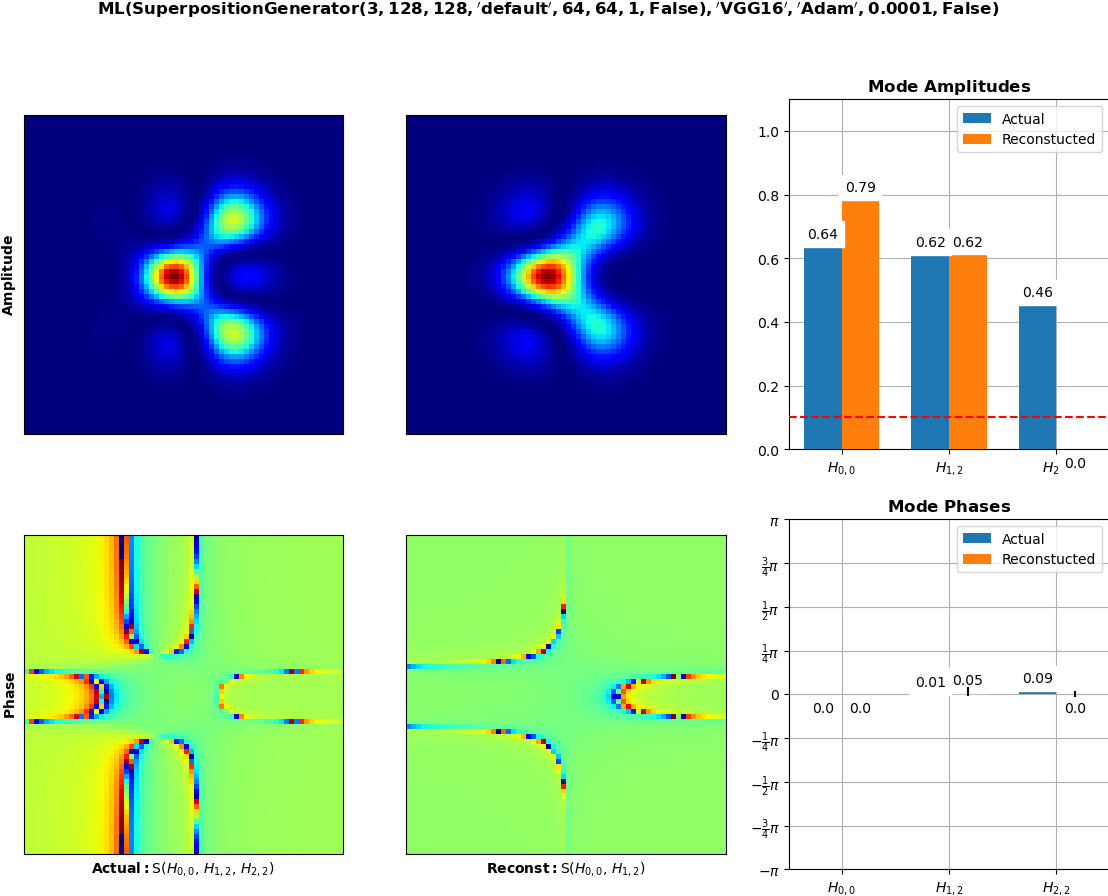 ML(SuperpositionGenerator(3, 128, 128, 'default', 64, 64, 1, False), 'VGG16', 'Adam', 0.0001, False)
Amplitude
Mode Amplitudes
Actual
Reconstucted
1.0
0.8
0.6
0.4
0.2
0.0
0.64
0.79
0.62
0.62
0.46
0.0
H0,0
H1,2
H2
Phase
Actual: S(H0,0, H1,2, H2,2)
Reconst: S(H0,0, H1,2)
Mode Phases
Actual
Reconstucted
π
3/4π
1/2π
1/4π
0
−1/4π
−1/2π
−3/4π
−π
0.0
0.0
0.01
0.05
0.09
0.0
H0,0
H1,2
H2,2